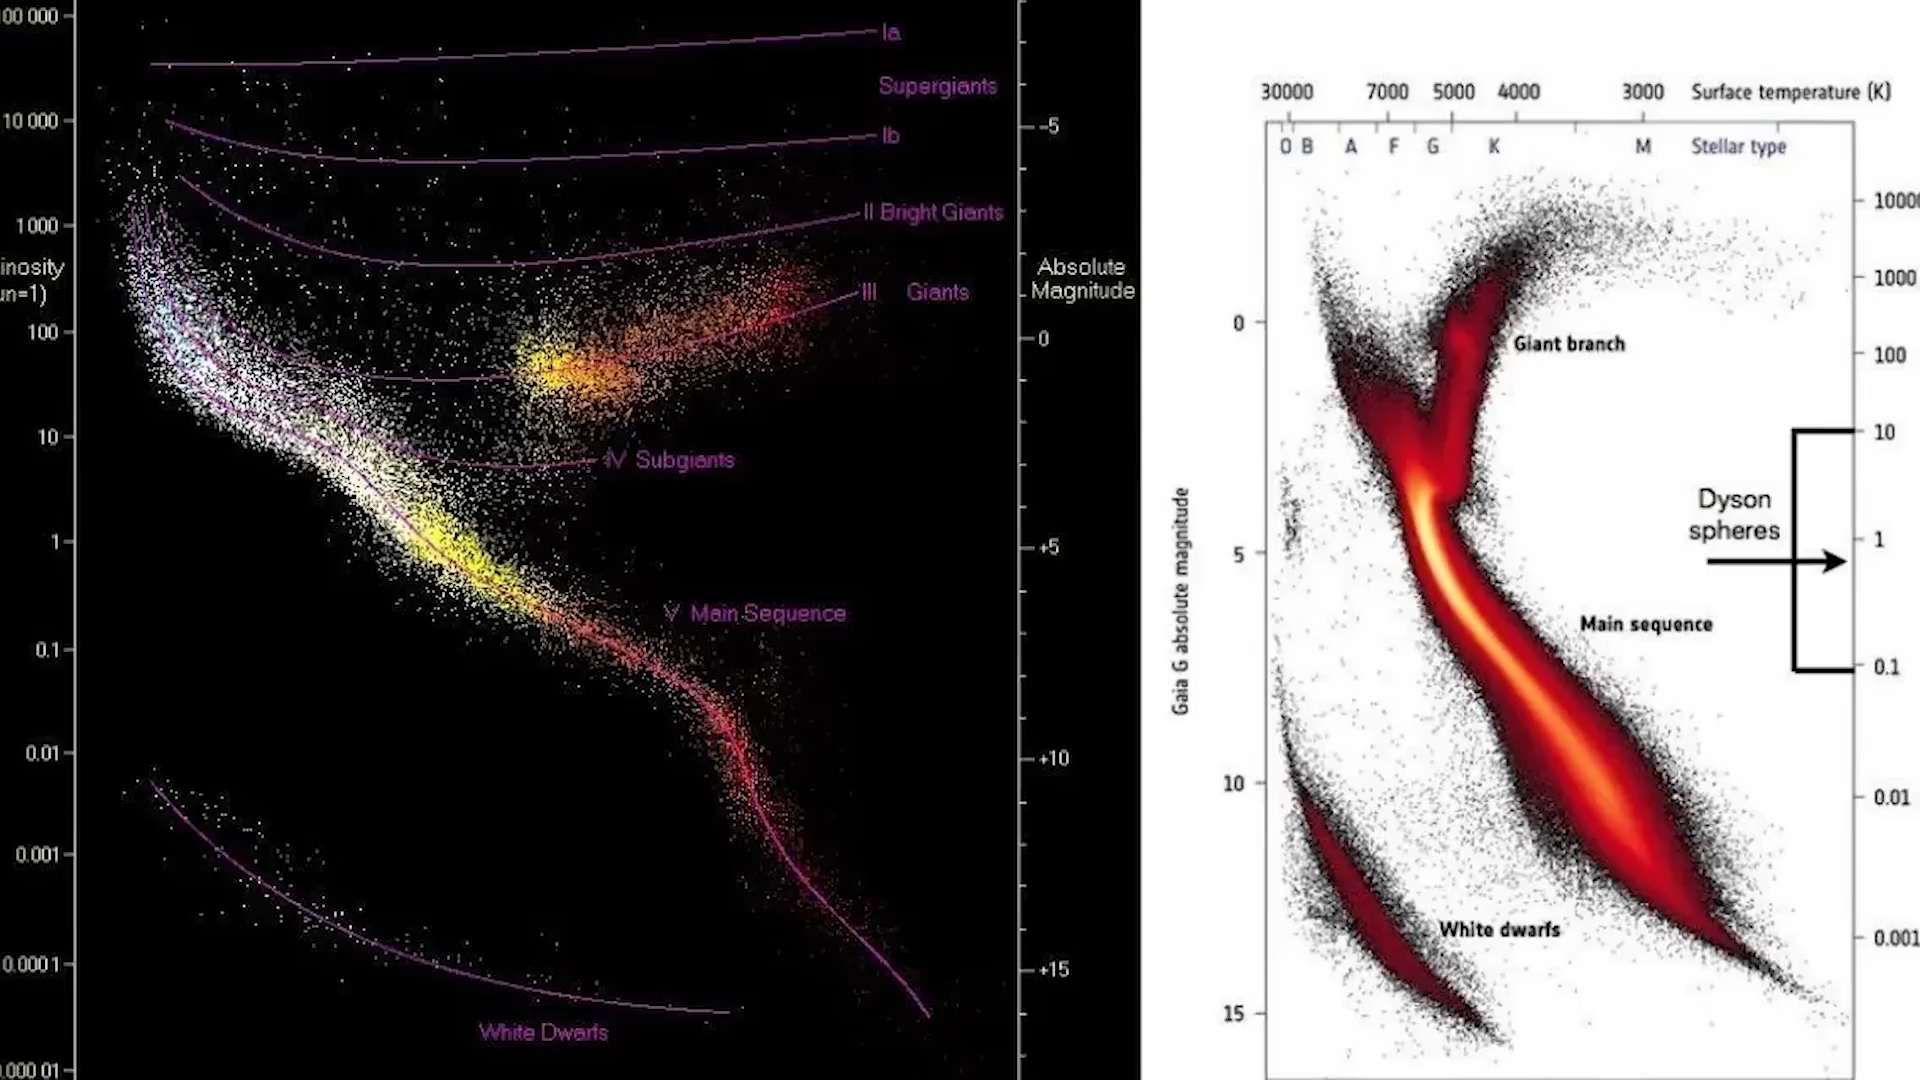 00 000
10 000
1000
inosity
un=1)
100
10
1
0.1
0.01
0.001
0.0001
.000 01
Ia
Supergiants
Ib
II Bright Giants
III Giants
IV Subgiants
V Main Sequence
White Dwarfs
-5
Absolute
Magnitude
0
+5
+10
+15
30000 7000 5000 4000 3000 Surface temperature (K)
O B A F G K M Stellar type
Gaia G absolute magnitude
0
5
10
15
Giant branch
Dyson
spheres
Main sequence
White dwarfs
1000
1000
100
10
1
0.1
0.01
0.001